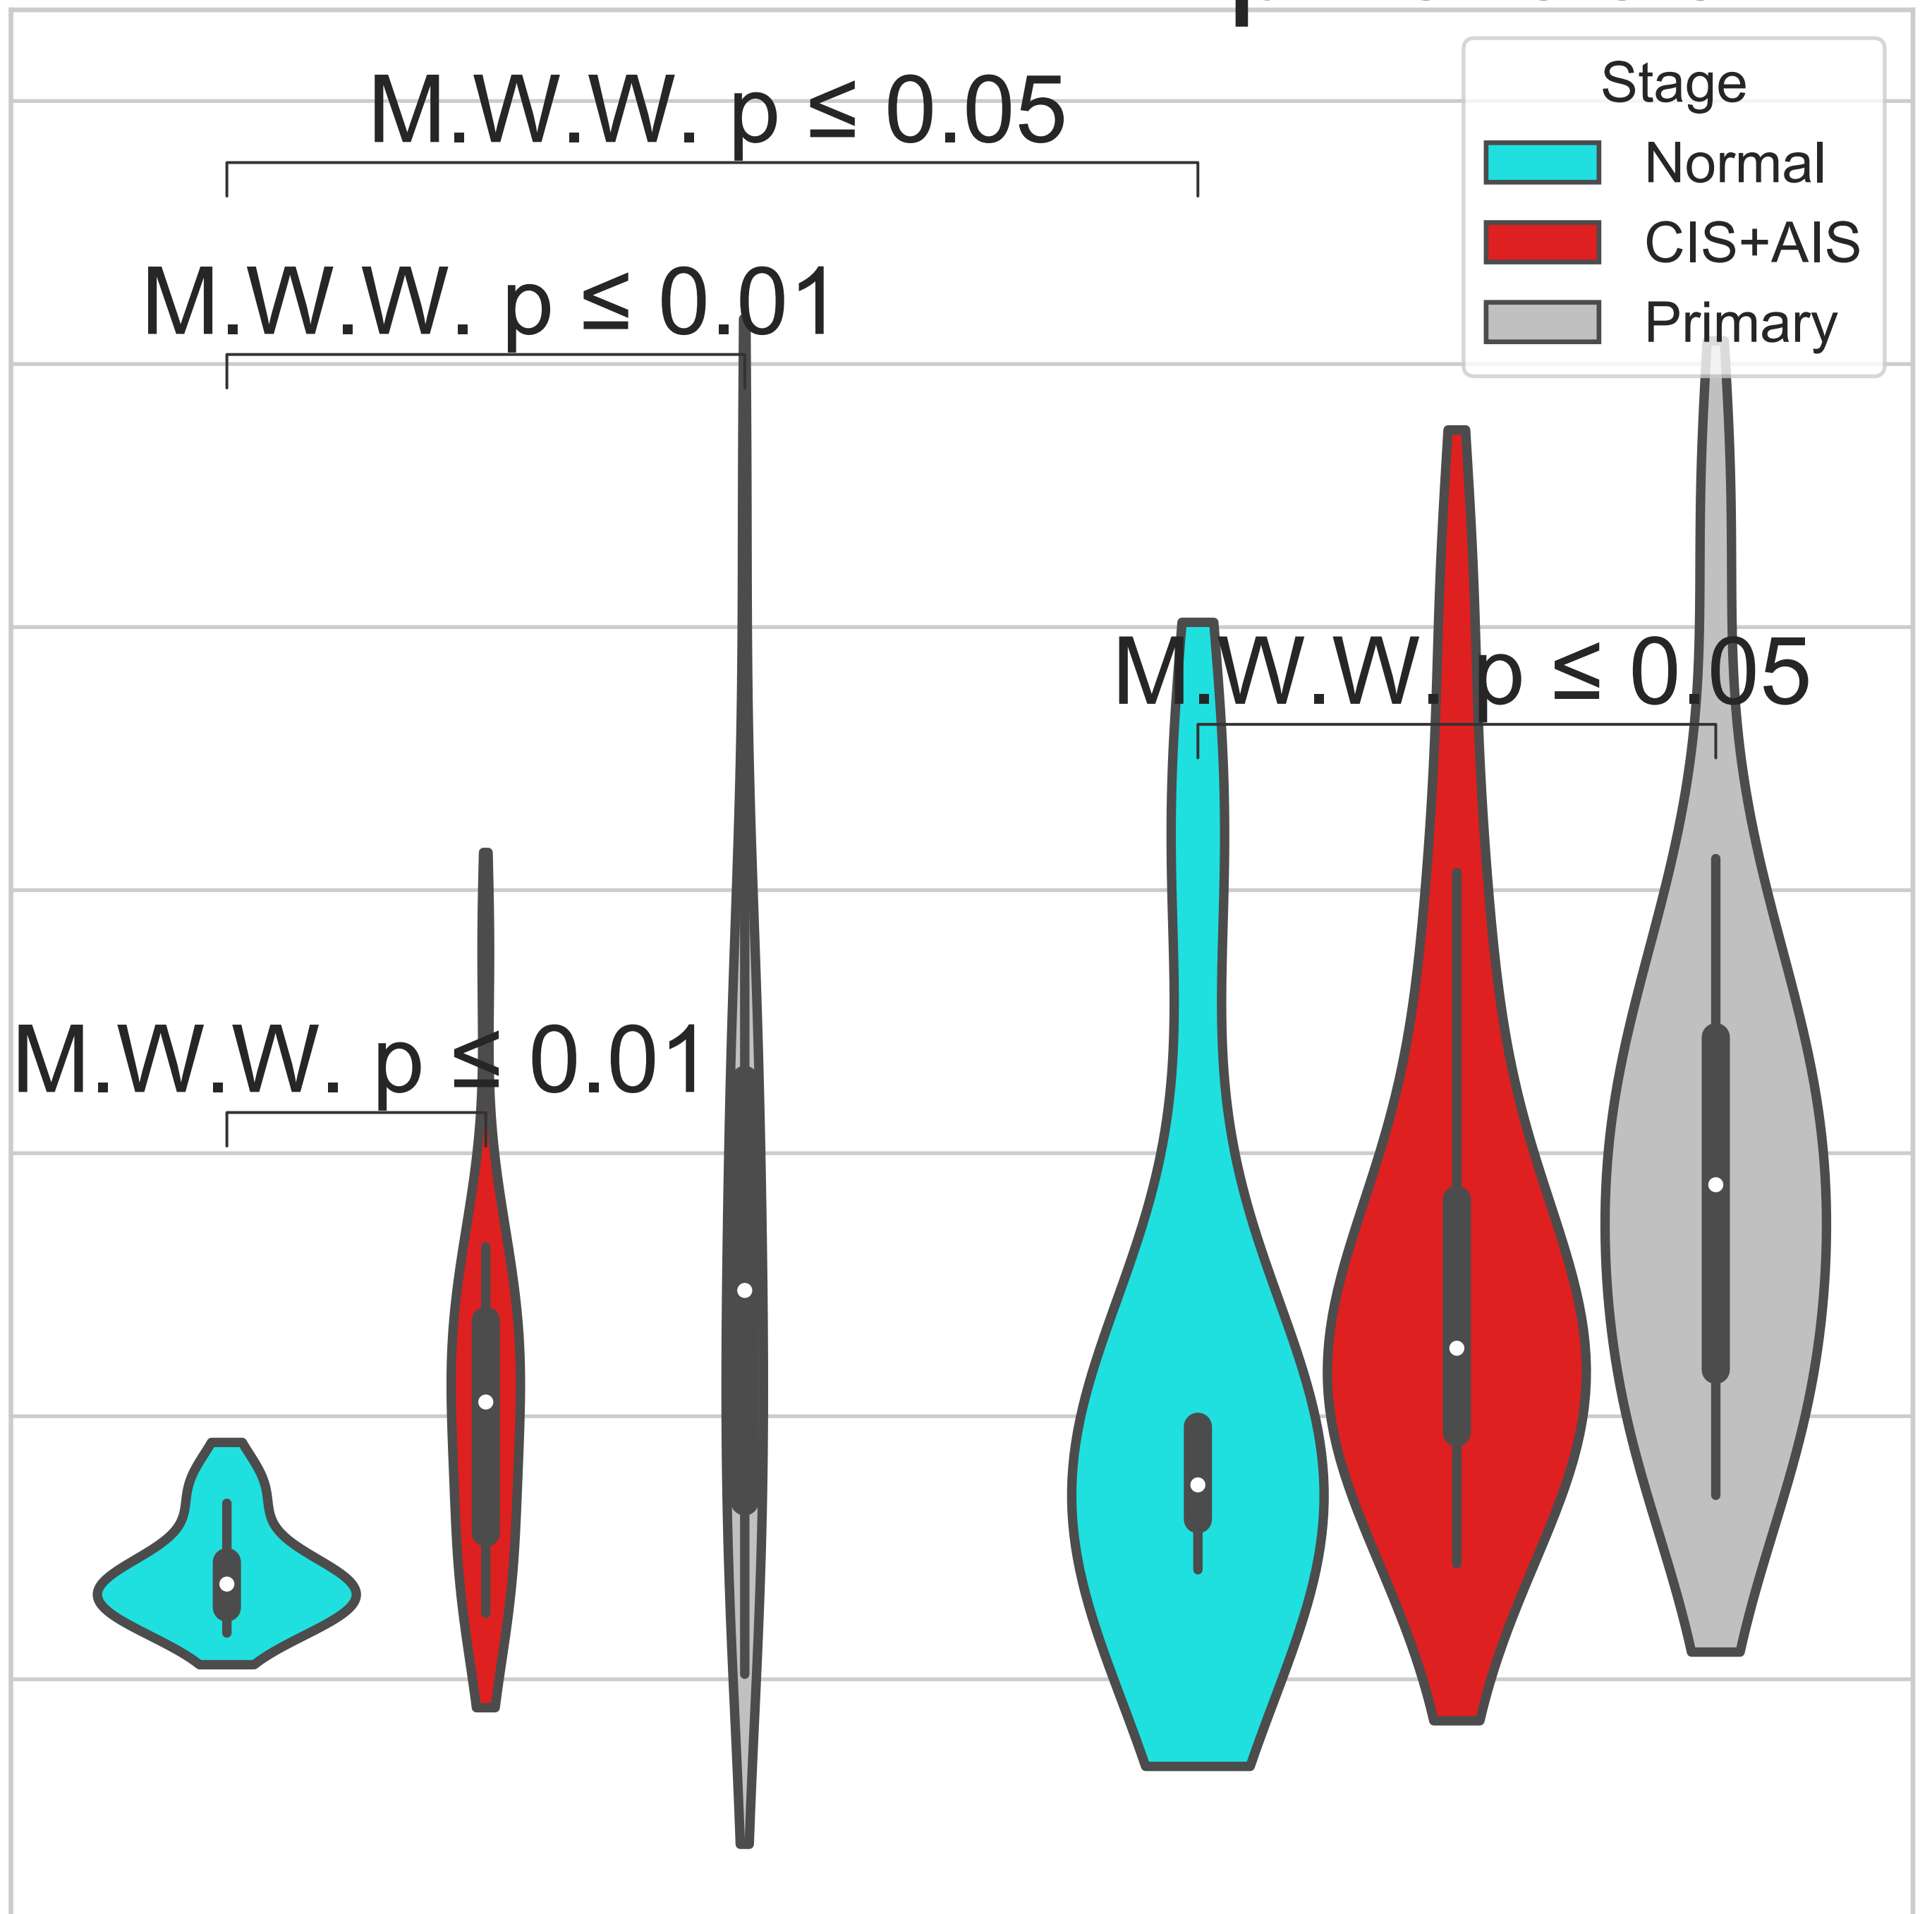 M.W.W. p ≤ 0.05
Stage
Normal
CIS+AIS
Primary
M.W.W. p ≤ 0.01
M.W.W. p ≤ 0.05
M.W.W. p ≤ 0.01